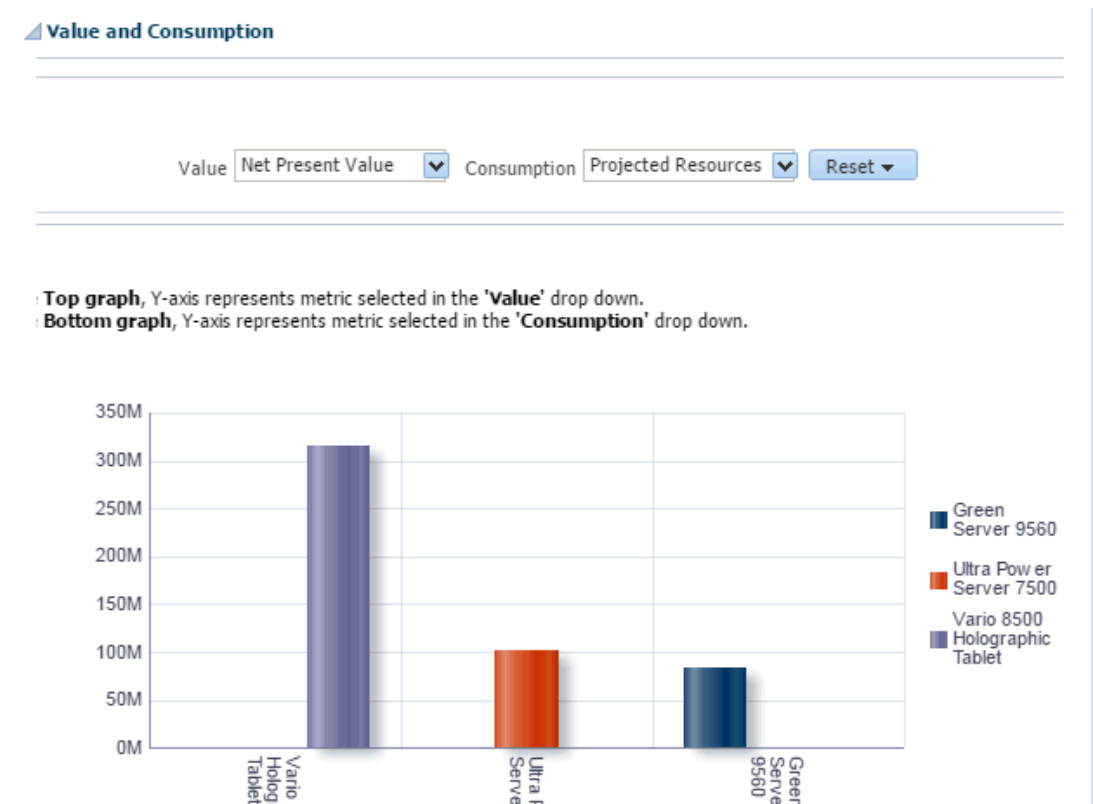 Value and Consumption
Value Net Present Value Consumption Projected Resources Reset
Top graph, Y-axis represents metric selected in the 'Value' drop down.
Bottom graph, Y-axis represents metric selected in the 'Consumption' drop down.
350M
300M
250M
200M
150M
100M
50M
0M
Green
Server 9560
Ultra Pow er
Server 7500
Vario 8500
Holographic
Tablet
Vario
Holog
Tablet
Ultra
Serve
Green
Serve
9560